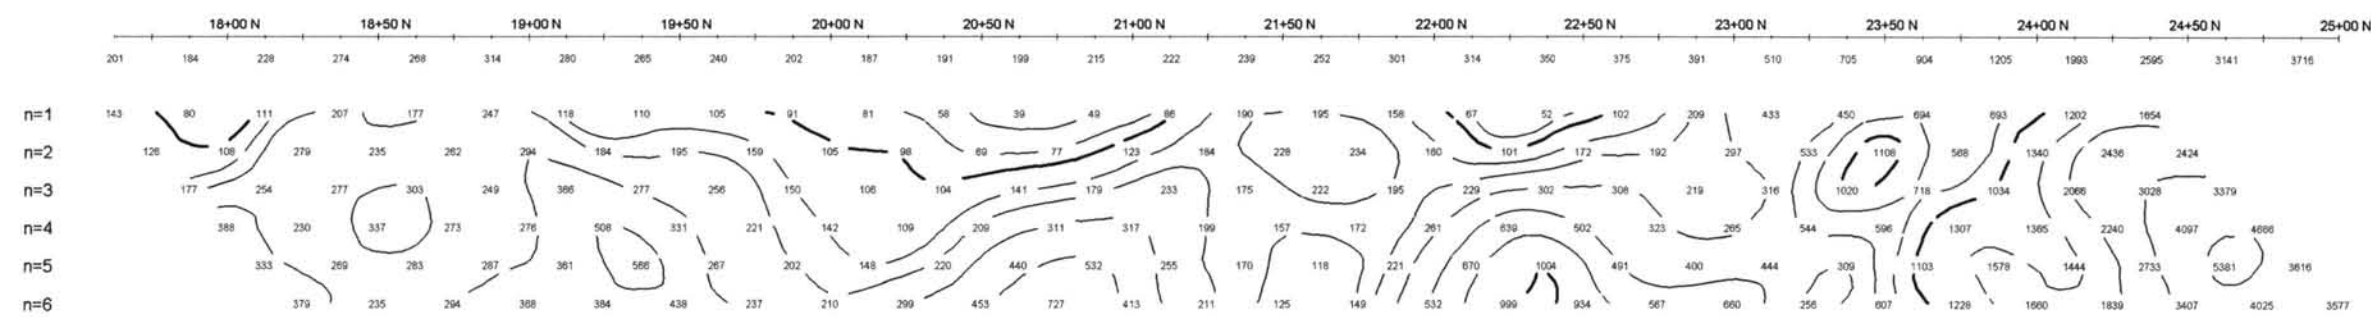 18+00 N 18+50 N 19+00 N 19+50 N 20+00 N 20+50 N 21+00 N 21+50 N 22+00 N 22+50 N 23+00 N 23+50 N 24+00 N 24+50 N 25+00 N
201 184 228 274 268 314 280 265 240 202 187 191 199 215 222 239 252 301 314 350 375 391 510 705 904 1205 1993 2595 3141 3716
n=1 143 80 111 207 177 247 118 110 105 91 81 58 39 49 86 190 195 158 67 52 102 209 433 450 694 693 1202 1654
n=2 126 108 279 235 262 294 184 195 159 105 98 69 77 123 184 228 234 160 101 172 192 297 533 1108 568 1340 2436 2424
n=3 177 254 277 303 249 366 277 256 150 106 104 141 179 233 175 222 195 229 302 308 219 316 1020 718 1034 2066 3028 3379
n=4 388 230 337 273 276 508 331 221 142 109 209 311 317 199 157 172 261 639 502 323 265 544 596 1307 1365 2240 4097 4666
n=5 333 269 283 287 361 566 267 202 148 220 440 532 255 170 118 221 670 1004 491 400 444 309 1103 1578 1444 2733 5381 3616
n=6 379 235 294 368 384 438 237 210 299 453 727 413 211 125 149 532 999 934 567 660 256 607 1228 1660 1839 3407 4025 3577